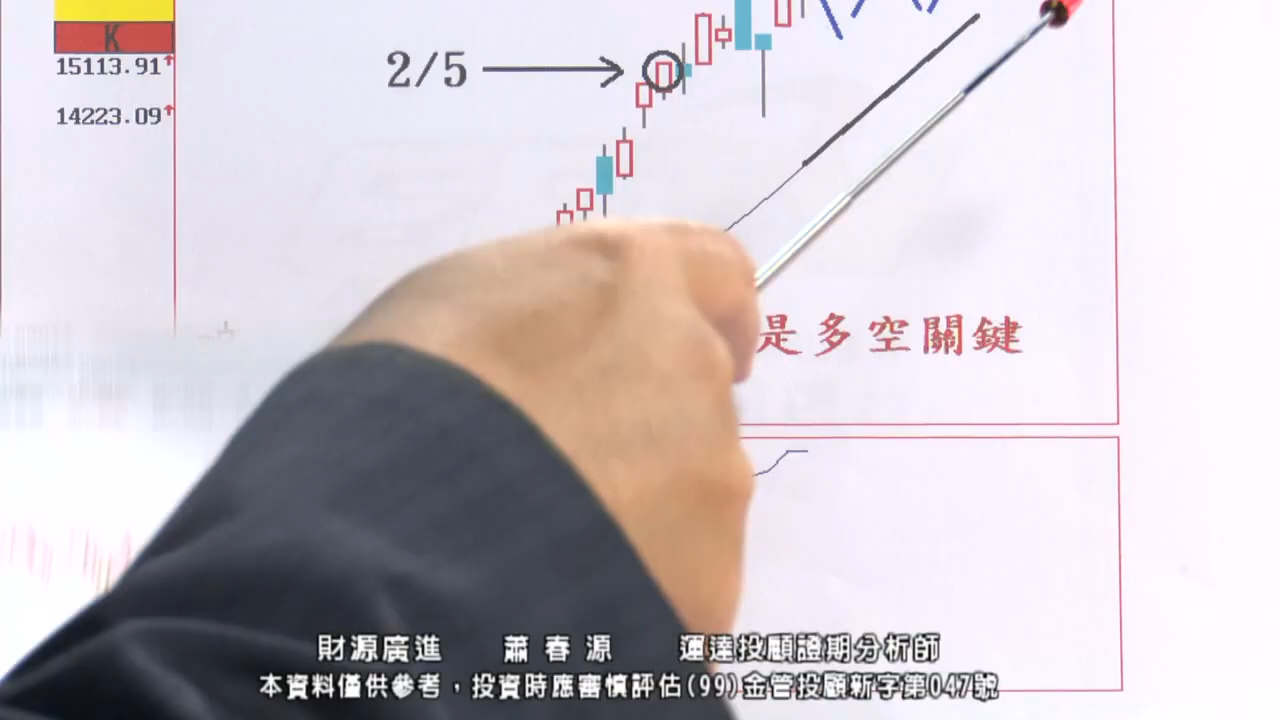 K
15113.91↑
14223.09↑
2/5
是多空關鍵
財源廣進 蕭春源 運達投顧證期分析師
本資料僅供參考，投資時應審慎評估(99)金管投顧新字第047號